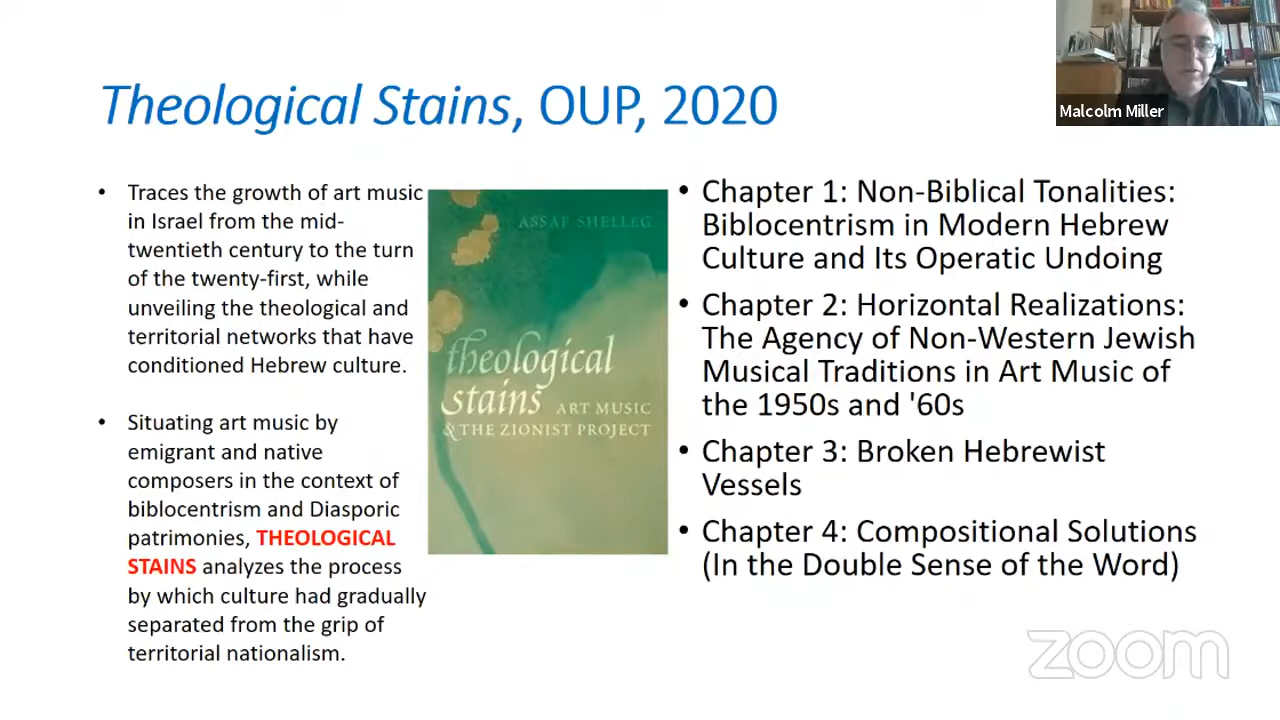 Theological Stains, OUP, 2020
Malcolm Miller
• Traces the growth of art music
in Israel from the mid-
twentieth century to the turn
of the twenty-first, while
unveiling the theological and
territorial networks that have
conditioned Hebrew culture.
• Situating art music by
emigrant and native
composers in the context of
biblocentrism and Diasporic
patrimonies, THEOLOGICAL
STAINS analyzes the process
by which culture had gradually
separated from the grip of
territorial nationalism.
ASSAF SHELLEG
theological
stains ART MUSIC
& THE ZIONIST PROJECT
• Chapter 1: Non-Biblical Tonalities:
Biblocentrism in Modern Hebrew
Culture and Its Operatic Undoing
• Chapter 2: Horizontal Realizations:
The Agency of Non-Western Jewish
Musical Traditions in Art Music of
the 1950s and '60s
• Chapter 3: Broken Hebrewist
Vessels
• Chapter 4: Compositional Solutions
(In the Double Sense of the Word)
zoom